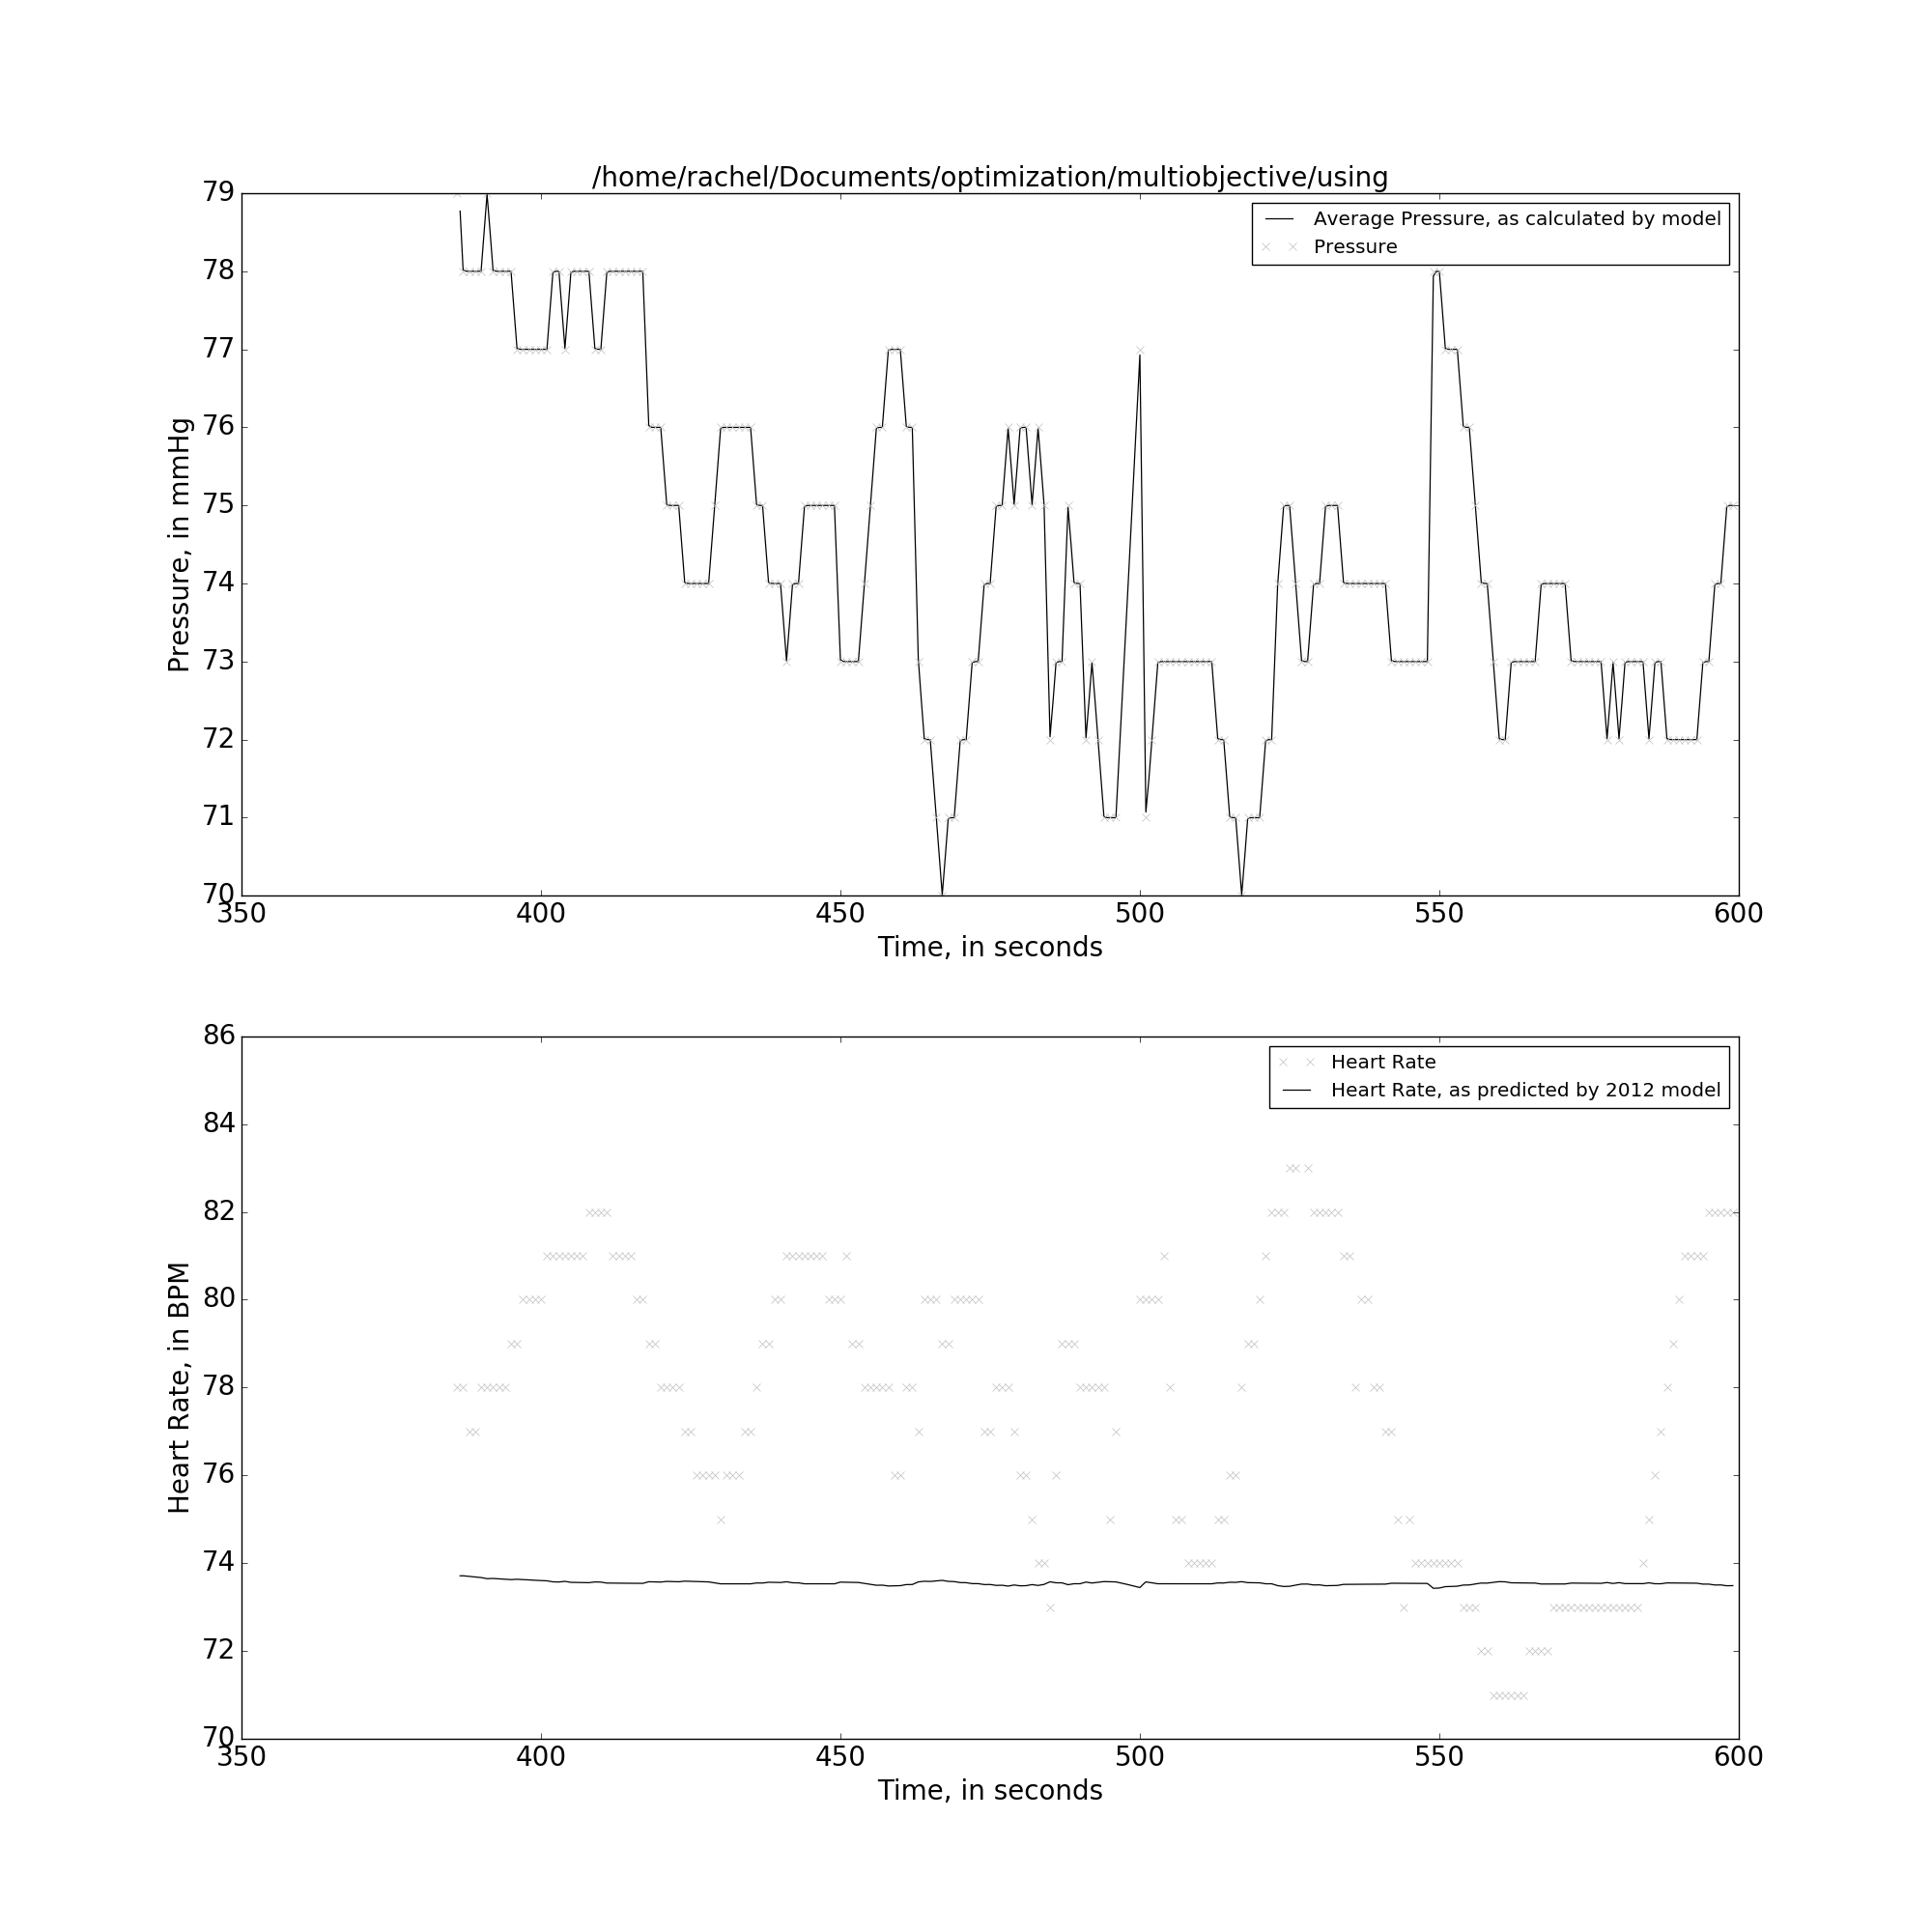 /home/rachel/Documents/optimization/multiobjective/using
79
78
77
76
75
74
73
72
71
70
Pressure, in mmHg
Average Pressure, as calculated by model
Pressure
350 400 450 500 550 600
Time, in seconds
86
84
82
80
78
76
74
72
70
Heart Rate, in BPM
Heart Rate
Heart Rate, as predicted by 2012 model
350 400 450 500 550 600
Time, in seconds